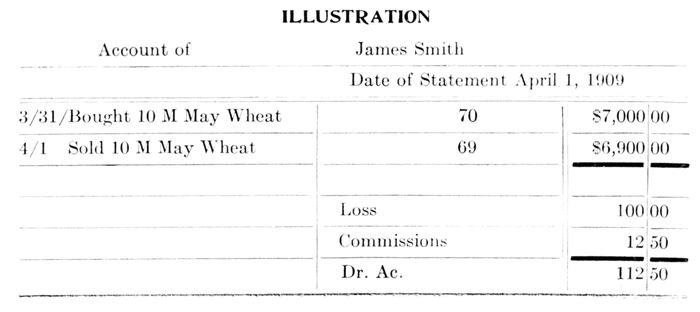 ILLUSTRATION
Account of James Smith
Date of Statement April 1, 1909
3/31/Bought 10 M May Wheat 70 $7,000 00
4/1 Sold 10 M May Wheat 69 $6,900 00
Loss 100 00
Commissions 12 50
Dr. Ac. 112 50